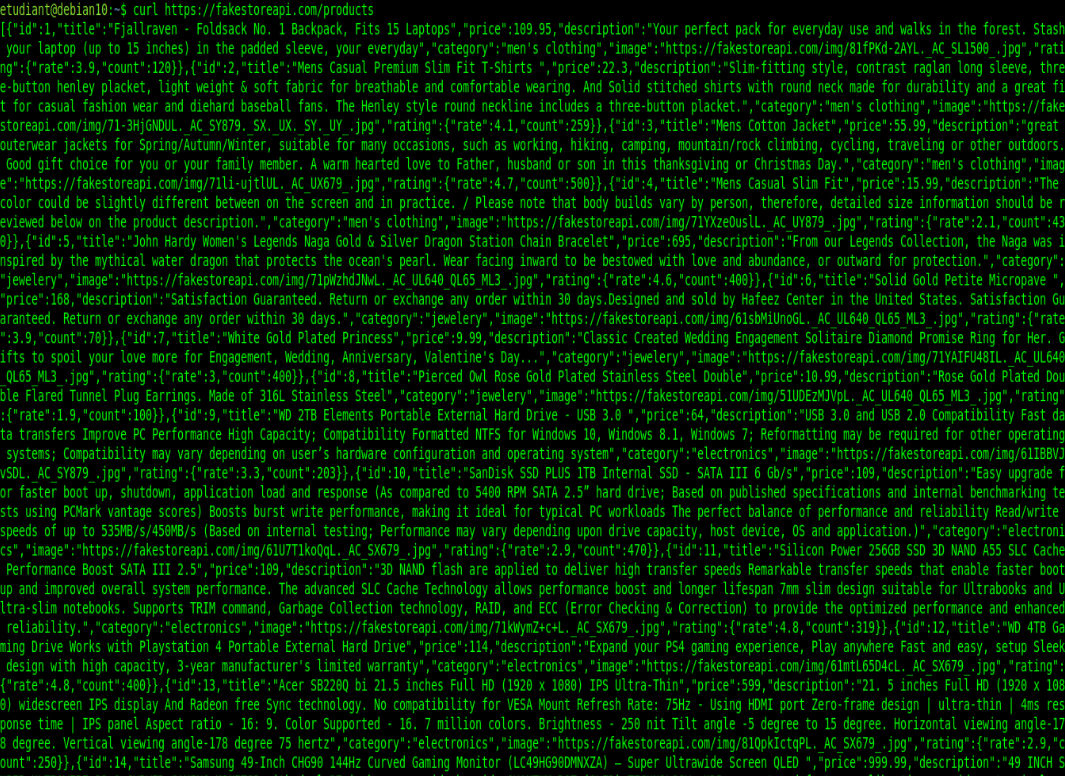 etudiant@debian10:~$ curl https://fakestoreapi.com/products
[{"id":1,"title":"Fjallraven - Foldsack No. 1 Backpack, Fits 15 Laptops","price":109.95,"description":"Your perfect pack for everyday use and walks in the forest. Stash
 your laptop (up to 15 inches) in the padded sleeve, your everyday","category":"men's clothing","image":"https://fakestoreapi.com/img/81fPKd-2AYL._AC_SL1500_.jpg","rati
ng":{"rate":3.9,"count":120}},{"id":2,"title":"Mens Casual Premium Slim Fit T-Shirts ","price":22.3,"description":"Slim-fitting style, contrast raglan long sleeve, thre
e-button henley placket, light weight & soft fabric for breathable and comfortable wearing. And Solid stitched shirts with round neck made for durability and a great fi
t for casual fashion wear and diehard baseball fans. The Henley style round neckline includes a three-button placket.","category":"men's clothing","image":"https://fake
storeapi.com/img/71-3HjGNDUL._AC_SY879._SX._UX._SY._UY_.jpg","rating":{"rate":4.1,"count":259}},{"id":3,"title":"Mens Cotton Jacket","price":55.99,"description":"great 
outerwear jackets for Spring/Autumn/Winter, suitable for many occasions, such as working, hiking, camping, mountain/rock climbing, cycling, traveling or other outdoors.
 Good gift choice for you or your family member. A warm hearted love to Father, husband or son in this thanksgiving or Christmas Day.","category":"men's clothing","imag
e":"https://fakestoreapi.com/img/71li-ujtlUL._AC_UX679_.jpg","rating":{"rate":4.7,"count":500}},{"id":4,"title":"Mens Casual Slim Fit","price":15.99,"description":"The 
color could be slightly different between on the screen and in practice. / Please note that body builds vary by person, therefore, detailed size information should be r
eviewed below on the product description.","category":"men's clothing","image":"https://fakestoreapi.com/img/71YXzeOuslL._AC_UY879_.jpg","rating":{"rate":2.1,"count":43
0}},{"id":5,"title":"John Hardy Women's Legends Naga Gold & Silver Dragon Station Chain Bracelet","price":695,"description":"From our Legends Collection, the Naga was i
nspired by the mythical water dragon that protects the ocean's pearl. Wear facing inward to be bestowed with love and abundance, or outward for protection.","category":
"jewelery","image":"https://fakestoreapi.com/img/71pWzhdJNwL._AC_UL640_QL65_ML3_.jpg","rating":{"rate":4.6,"count":400}},{"id":6,"title":"Solid Gold Petite Micropave ",
"price":168,"description":"Satisfaction Guaranteed. Return or exchange any order within 30 days.Designed and sold by Hafeez Center in the United States. Satisfaction Gu
aranteed. Return or exchange any order within 30 days.","category":"jewelery","image":"https://fakestoreapi.com/img/61sbMiUnoGL._AC_UL640_QL65_ML3_.jpg","rating":{"rate
":3.9,"count":70}},{"id":7,"title":"White Gold Plated Princess","price":9.99,"description":"Classic Created Wedding Engagement Solitaire Diamond Promise Ring for Her. G
ifts to spoil your love more for Engagement, Wedding, Anniversary, Valentine's Day...","category":"jewelery","image":"https://fakestoreapi.com/img/71YAIFU48IL._AC_UL640
_QL65_ML3_.jpg","rating":{"rate":3,"count":400}},{"id":8,"title":"Pierced Owl Rose Gold Plated Stainless Steel Double","price":10.99,"description":"Rose Gold Plated Dou
ble Flared Tunnel Plug Earrings. Made of 316L Stainless Steel","category":"jewelery","image":"https://fakestoreapi.com/img/51UDEzMJVpL._AC_UL640_QL65_ML3_.jpg","rating"
:{"rate":1.9,"count":100}},{"id":9,"title":"WD 2TB Elements Portable External Hard Drive - USB 3.0 ","price":64,"description":"USB 3.0 and USB 2.0 Compatibility Fast da
ta transfers Improve PC Performance High Capacity; Compatibility Formatted NTFS for Windows 10, Windows 8.1, Windows 7; Reformatting may be required for other operating
 systems; Compatibility may vary depending on user’s hardware configuration and operating system","category":"electronics","image":"https://fakestoreapi.com/img/61IBBVJ
vSDL._AC_SY879_.jpg","rating":{"rate":3.3,"count":203}},{"id":10,"title":"SanDisk SSD PLUS 1TB Internal SSD - SATA III 6 Gb/s","price":109,"description":"Easy upgrade f
or faster boot up, shutdown, application load and response (As compared to 5400 RPM SATA 2.5” hard drive; Based on published specifications and internal benchmarking te
sts using PCMark vantage scores) Boosts burst write performance, making it ideal for typical PC workloads The perfect balance of performance and reliability Read/write 
speeds of up to 535MB/s/450MB/s (Based on internal testing; Performance may vary depending upon drive capacity, host device, OS and application.)","category":"electroni
cs","image":"https://fakestoreapi.com/img/61U7T1koQqL._AC_SX679_.jpg","rating":{"rate":2.9,"count":470}},{"id":11,"title":"Silicon Power 256GB SSD 3D NAND A55 SLC Cache
 Performance Boost SATA III 2.5","price":109,"description":"3D NAND flash are applied to deliver high transfer speeds Remarkable transfer speeds that enable faster boot
up and improved overall system performance. The advanced SLC Cache Technology allows performance boost and longer lifespan 7mm slim design suitable for Ultrabooks and U
ltra-slim notebooks. Supports TRIM command, Garbage Collection technology, RAID, and ECC (Error Checking & Correction) to provide the optimized performance and enhanced
 reliability.","category":"electronics","image":"https://fakestoreapi.com/img/71kWymZ+c+L._AC_SX679_.jpg","rating":{"rate":4.8,"count":319}},{"id":12,"title":"WD 4TB Ga
ming Drive Works with Playstation 4 Portable External Hard Drive","price":114,"description":"Expand your PS4 gaming experience, Play anywhere Fast and easy, setup Sleek
 design with high capacity, 3-year manufacturer's limited warranty","category":"electronics","image":"https://fakestoreapi.com/img/61mtL65D4cL._AC_SX679_.jpg","rating":
{"rate":4.8,"count":400}},{"id":13,"title":"Acer SB220Q bi 21.5 inches Full HD (1920 x 1080) IPS Ultra-Thin","price":599,"description":"21. 5 inches Full HD (1920 x 108
0) widescreen IPS display And Radeon free Sync technology. No compatibility for VESA Mount Refresh Rate: 75Hz - Using HDMI port Zero-frame design | ultra-thin | 4ms res
ponse time | IPS panel Aspect ratio - 16: 9. Color Supported - 16. 7 million colors. Brightness - 250 nit Tilt angle -5 degree to 15 degree. Horizontal viewing angle-17
8 degree. Vertical viewing angle-178 degree 75 hertz","category":"electronics","image":"https://fakestoreapi.com/img/81QpkIctqPL._AC_SX679_.jpg","rating":{"rate":2.9,"c
ount":250}},{"id":14,"title":"Samsung 49-Inch CHG90 144Hz Curved Gaming Monitor (LC49HG90DMNXZA) – Super Ultrawide Screen QLED ","price":999.99,"description":"49 INCH S